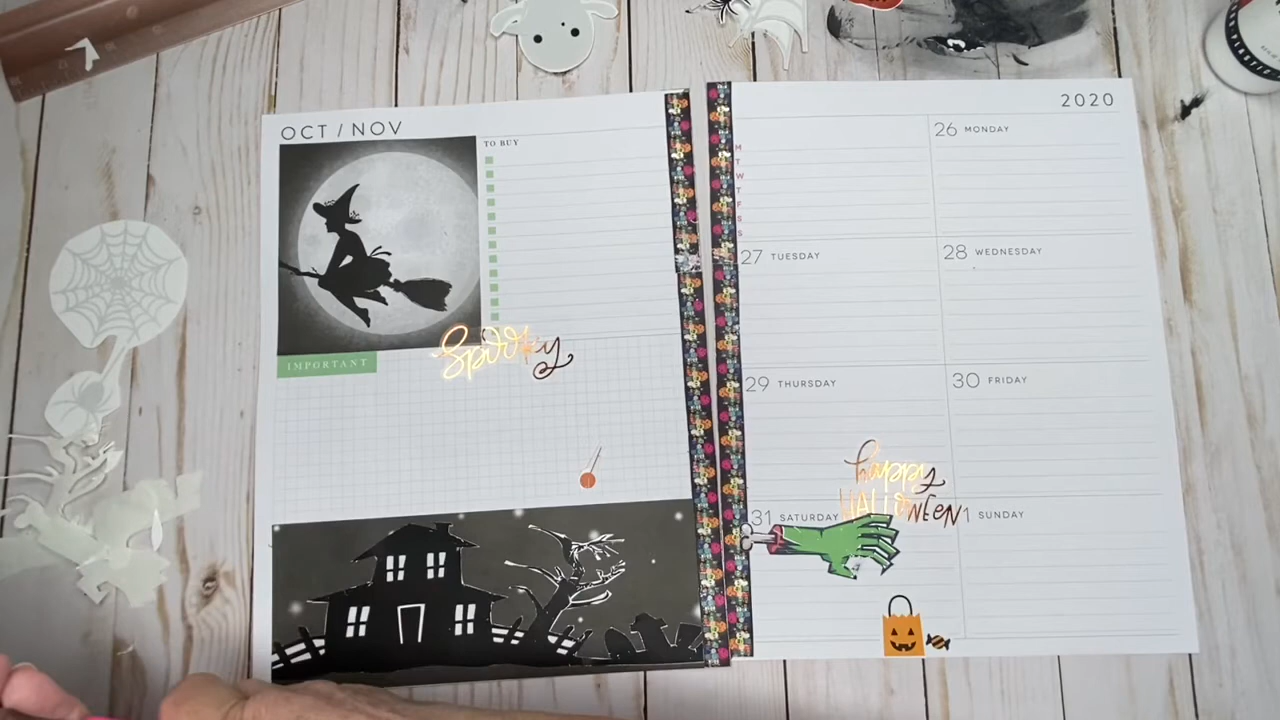 OCT / NOV
TO BUY
IMPORTANT
Spooky
2020
M
T
W
T
F
S
S
26 MONDAY
27 TUESDAY
28 WEDNESDAY
29 THURSDAY
30 FRIDAY
happy
HALLOWEEN
31 SATURDAY
1 SUNDAY